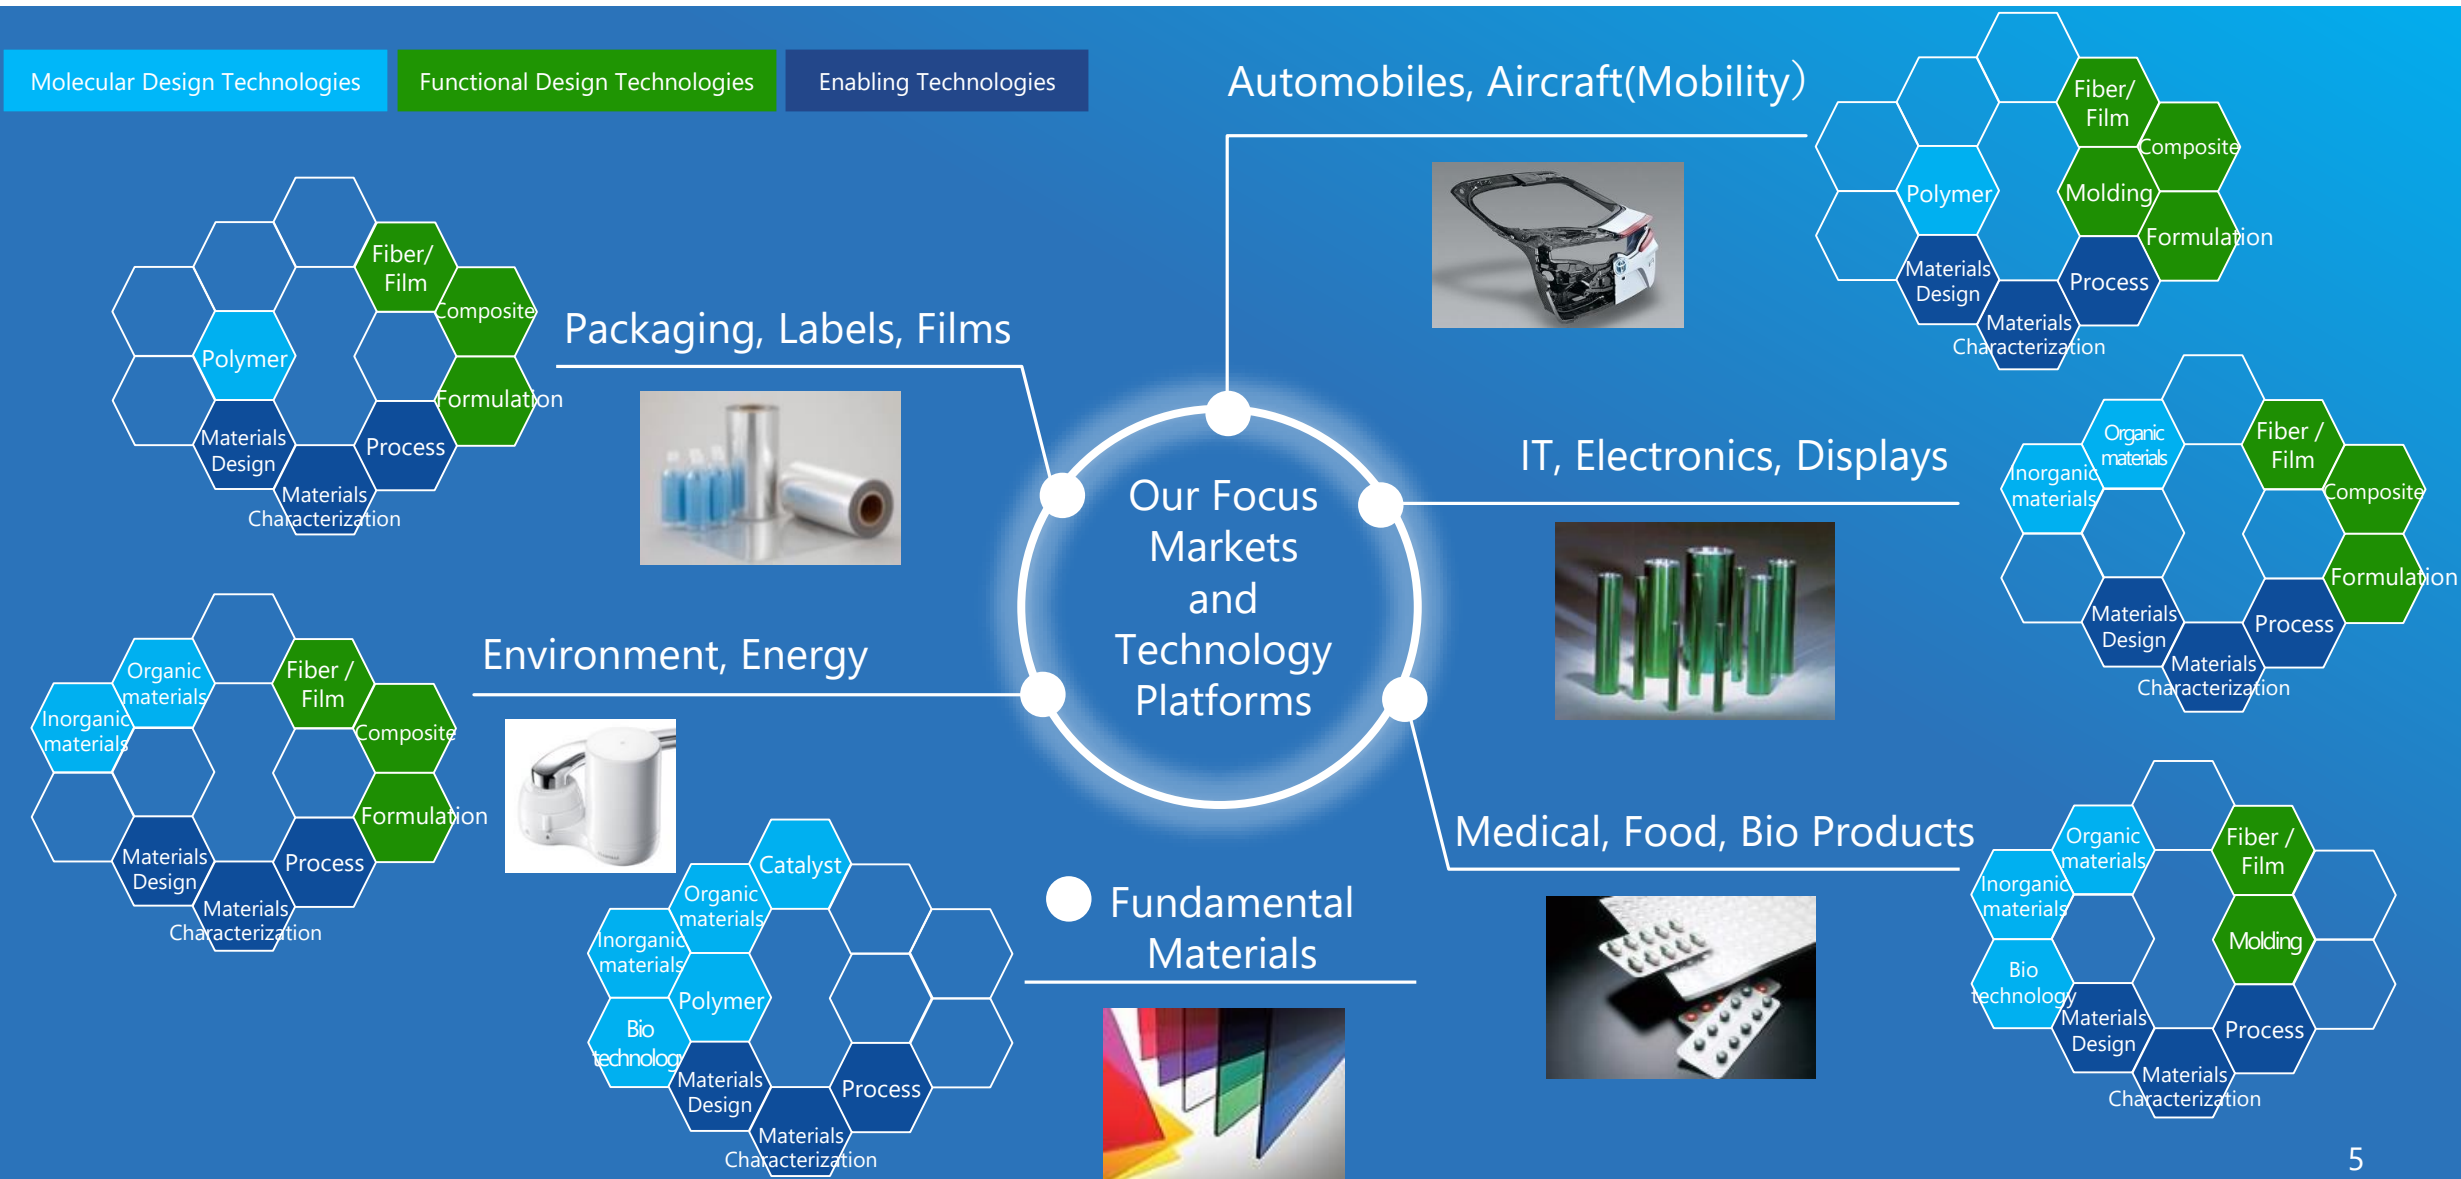 Molecular Design Technologies
Functional Design Technologies
Enabling Technologies
Automobiles, Aircraft(Mobility）
Fiber/
Film
Composite
Polymer
Molding
Formulation
Materials
Design
Process
Materials
Characterization
Packaging, Labels, Films
Fiber/
Film
Composite
Polymer
Formulation
Materials
Design
Process
Materials
Characterization
Our Focus
Markets
and
Technology
Platforms
IT, Electronics, Displays
Organic
materials
Fiber /
Film
Inorganic
materials
Composite
Formulation
Materials
Design
Process
Materials
Characterization
Environment, Energy
Organic
materials
Fiber /
Film
Inorganic
materials
Composite
Formulation
Materials
Design
Process
Materials
Characterization
Medical, Food, Bio Products
Organic
materials
Fiber /
Film
Inorganic
materials
Molding
Bio
technology
Materials
Design
Process
Materials
Characterization
Fundamental
Materials
Catalyst
Organic
materials
Inorganic
materials
Polymer
Bio
technology
Materials
Design
Process
Materials
Characterization
5